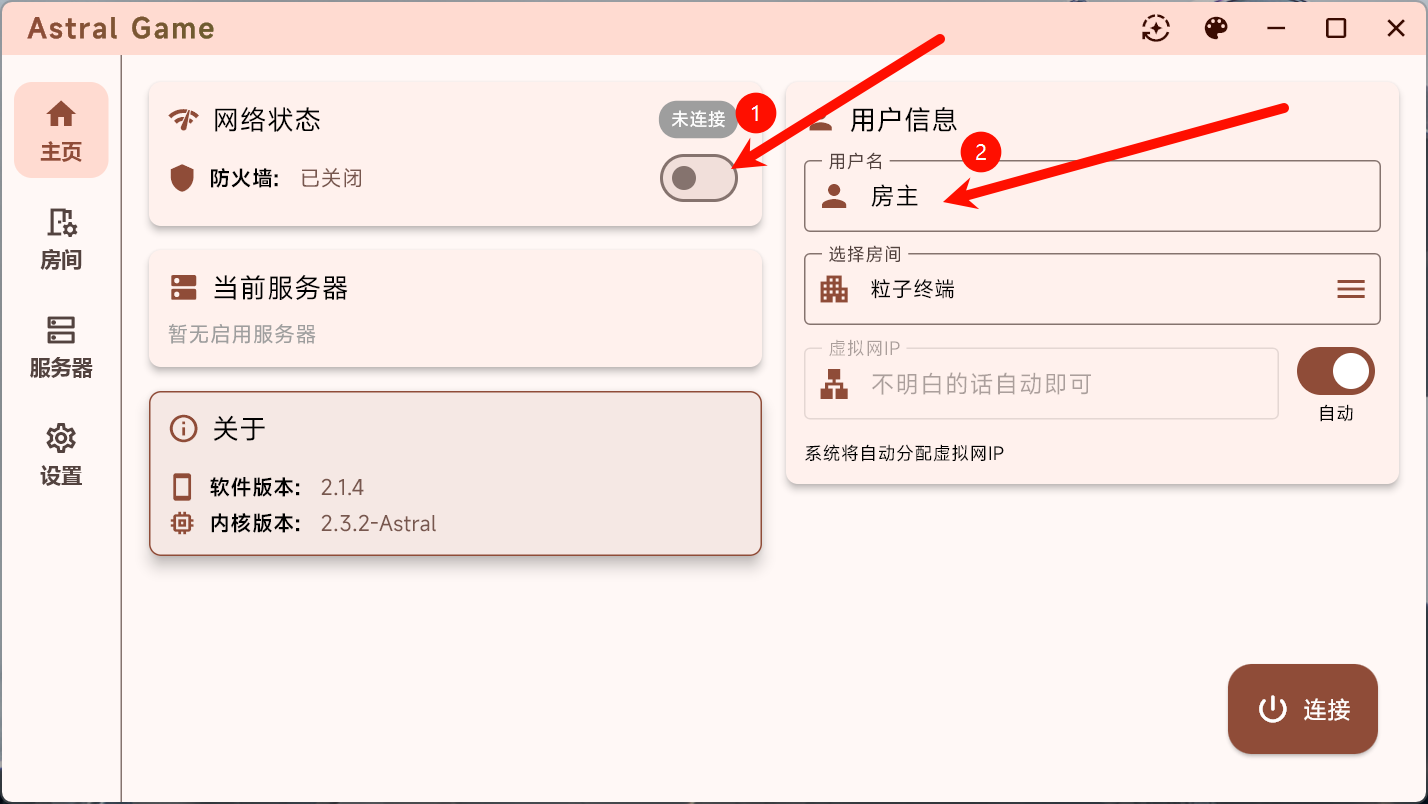 Astral Game
主页
房间
服务器
设置
网络状态
未连接
1
防火墙: 已关闭
当前服务器
暂无启用服务器
关于
软件版本: 2.1.4
内核版本: 2.3.2-Astral
用户信息
2
用户名
房主
选择房间
粒子终端
虚拟网IP
不明白的话自动即可
自动
系统将自动分配虚拟网IP
连接